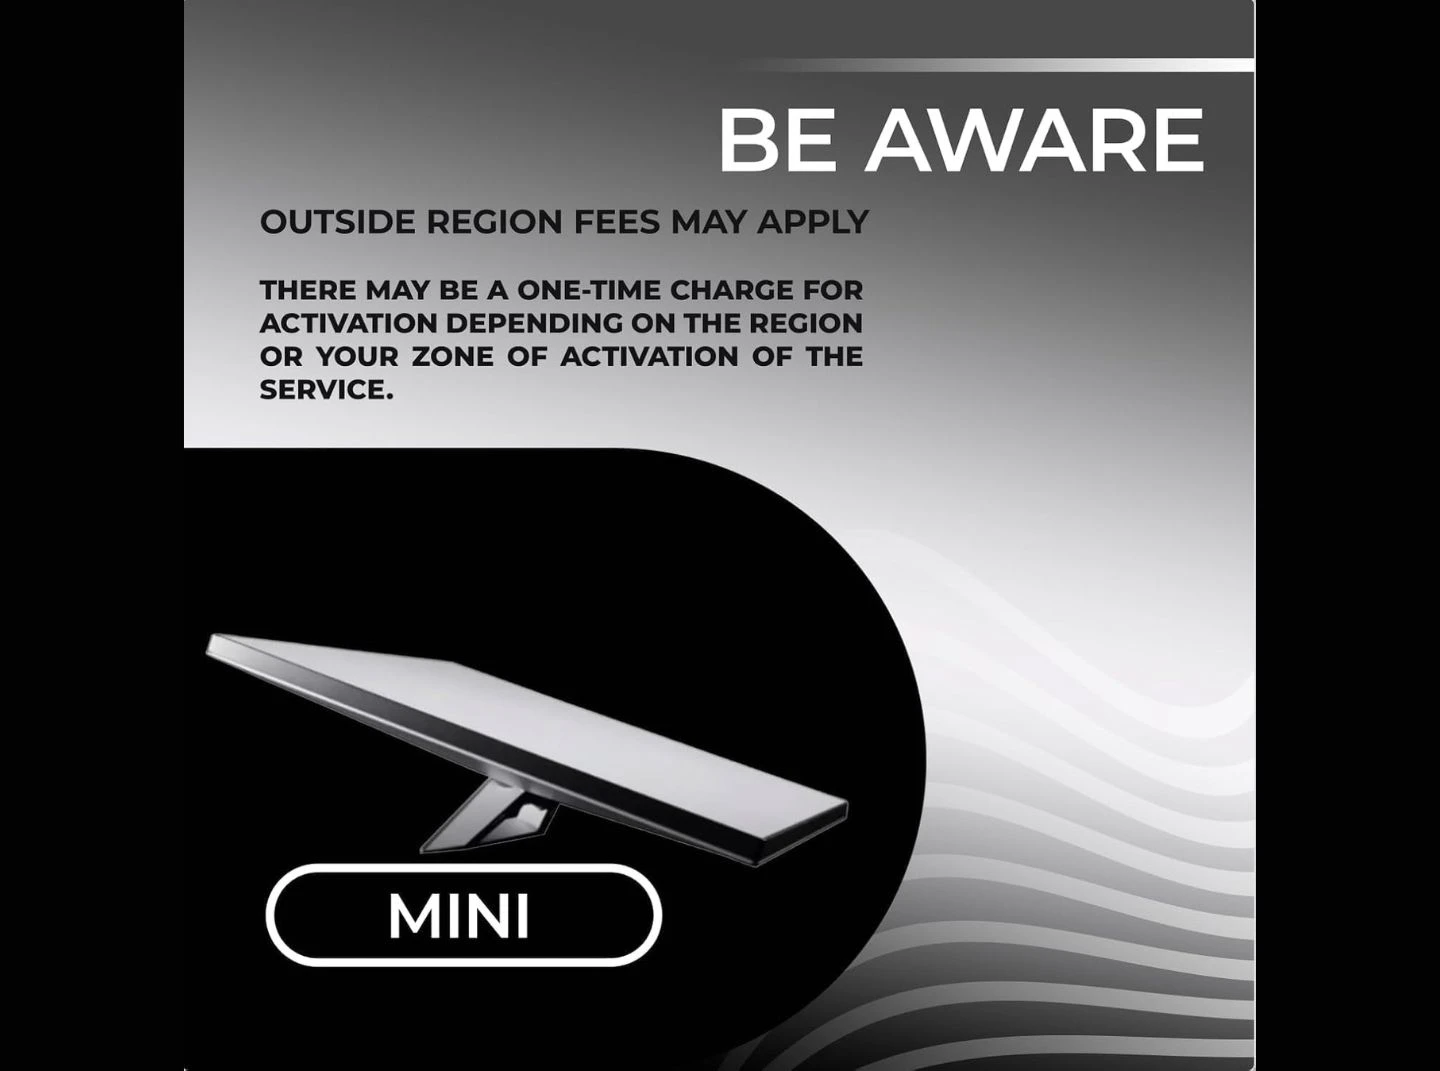 BE AWARE
OUTSIDE REGION FEES MAY APPLY
THERE MAY BE A ONE-TIME CHARGE FOR
ACTIVATION DEPENDING ON THE REGION
OR YOUR ZONE OF ACTIVATION OF THE
SERVICE.
MINI